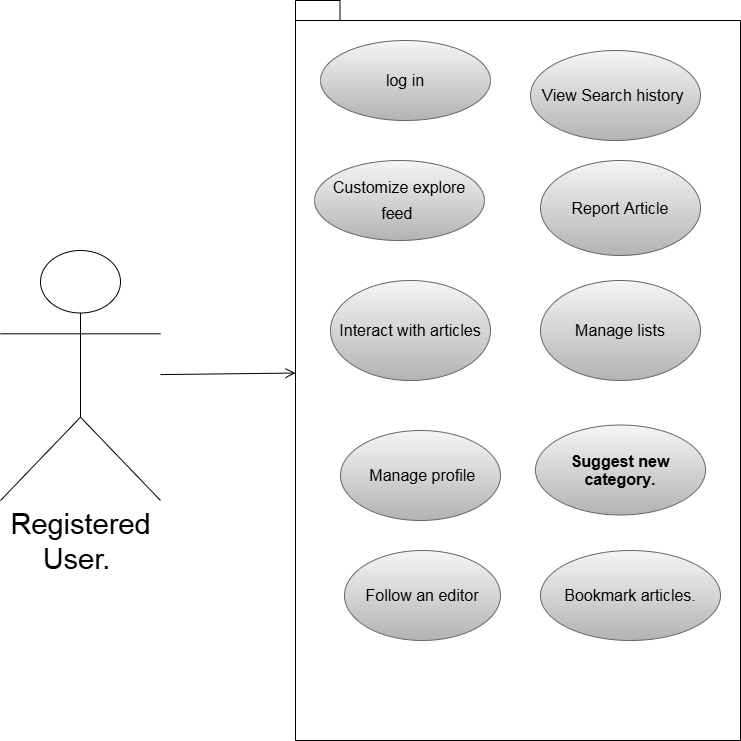 log in
View Search history
Customize explore
feed
Report Article
Interact with articles
Manage lists
Manage profile
Suggest new
category.
Registered
User.
Follow an editor
Bookmark articles.